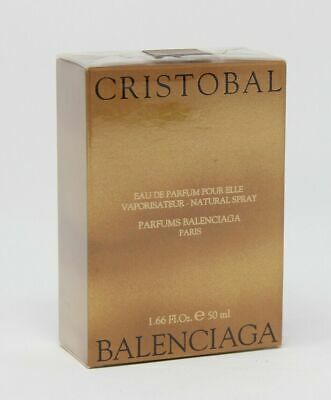 CRISTOBAL
EAU DE PARFUM POUR ELLE
VAPORISATEUR - NATURAL SPRAY
PARFUMS BALENCIAGA
PARIS
1.66 Fl.Oz. ℮ 50 ml
BALENCIAGA